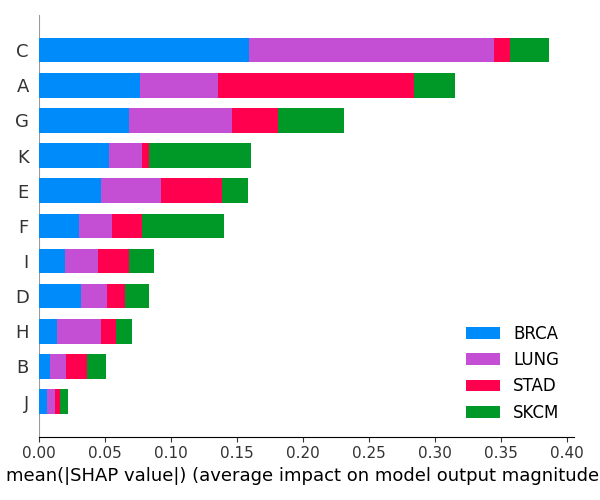 C
A
G
K
E
F
I
D
H
B
J
BRCA
LUNG
STAD
SKCM
0.00 0.05 0.10 0.15 0.20 0.25 0.30 0.35 0.40
mean(|SHAP value|) (average impact on model output magnitude